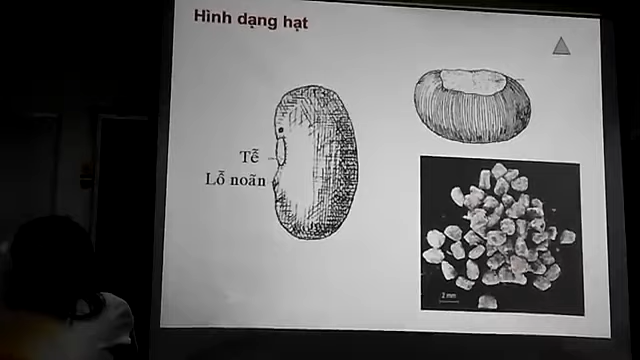 Hình dạng hạt
Tễ
Lỗ noãn
2 mm